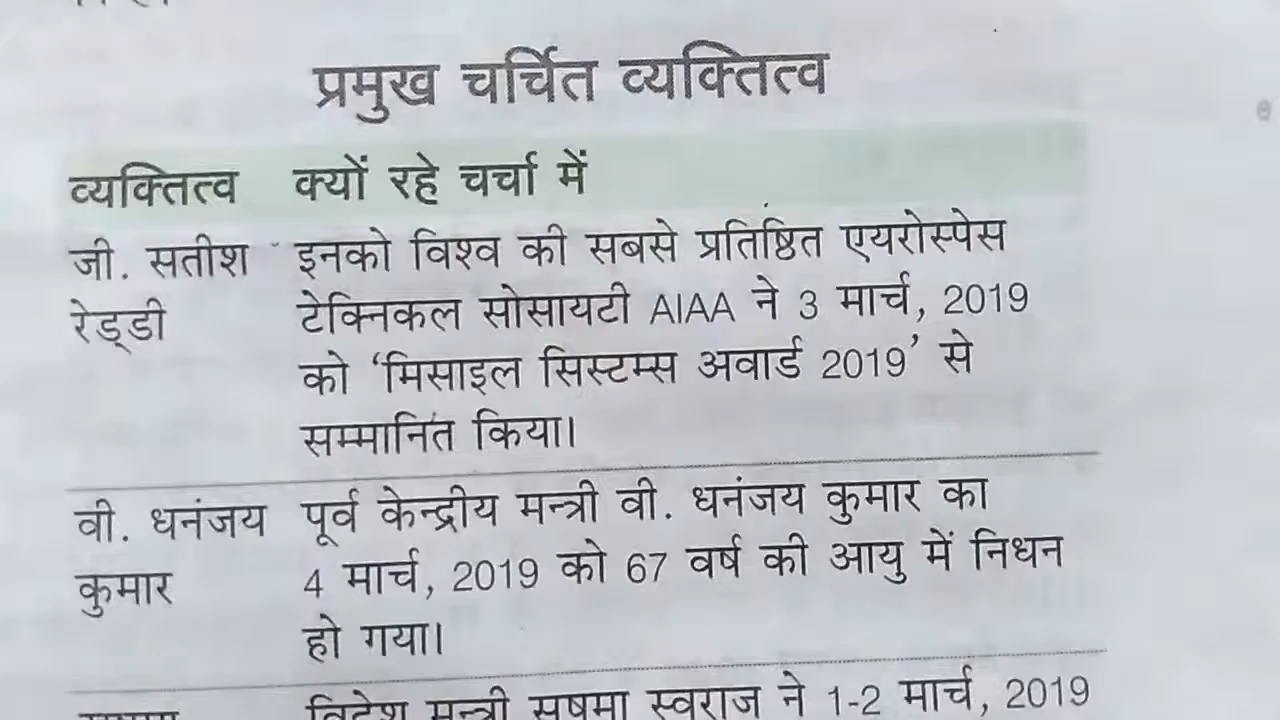 प्रमुख चर्चित व्यक्तित्व
व्यक्तित्व क्यों रहे चर्चा में
जी. सतीश इनको विश्व की सबसे प्रतिष्ठित एयरोस्पेस
रेड्डी टेक्निकल सोसायटी AIAA ने 3 मार्च, 2019
को ‘मिसाइल सिस्टम्स अवार्ड 2019’ से
सम्मानित किया।
वी. धनंजय पूर्व केन्द्रीय मन्त्री वी. धनंजय कुमार का
कुमार 4 मार्च, 2019 को 67 वर्ष की आयु में निधन
हो गया।
विदेश मन्त्री सुषमा स्वराज ने 1-2 मार्च, 2019